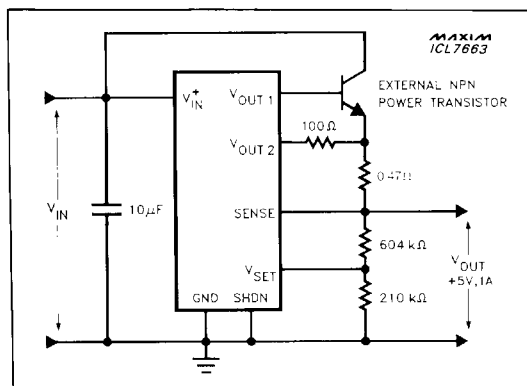 MAXIM
ICL7663
EXTERNAL NPN
POWER TRANSISTOR
V+IN
VOUT 1
100Ω
VOUT 2
0.47Ω
VIN
10μF
SENSE
604 kΩ
VOUT
+5V, 1A
VSET
210 kΩ
GND
SHDN